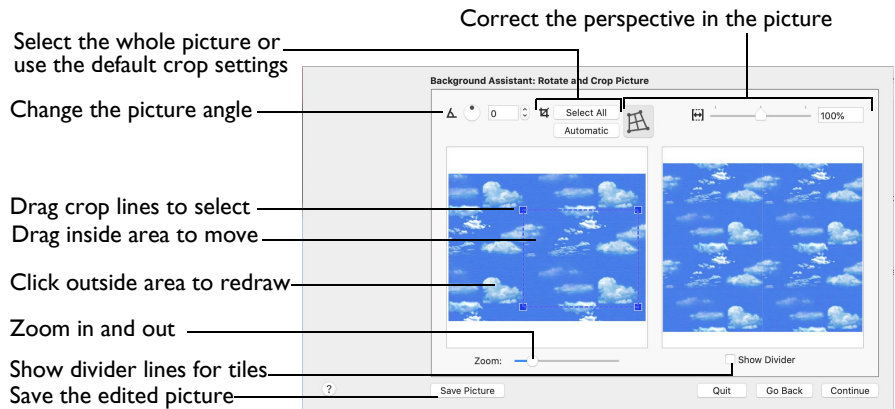 Correct the perspective in the picture
Select the whole picture or
use the default crop settings
Background Assistant: Rotate and Crop Picture
Change the picture angle
0
Select All
Automatic
100%
Drag crop lines to select
Drag inside area to move
Click outside area to redraw
Zoom in and out
Zoom:
Show Divider
Show divider lines for tiles
Save the edited picture
?
Save Picture
Quit
Go Back
Continue